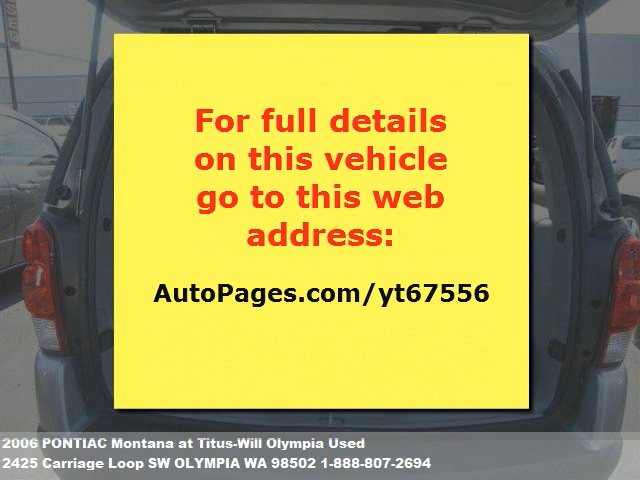 For full details
on this vehicle
go to this web
address:
AutoPages.com/yt67556
2006 PONTIAC Montana at Titus-Will Olympia Used
2425 Carriage Loop SW OLYMPIA WA 98502 1-888-807-2694